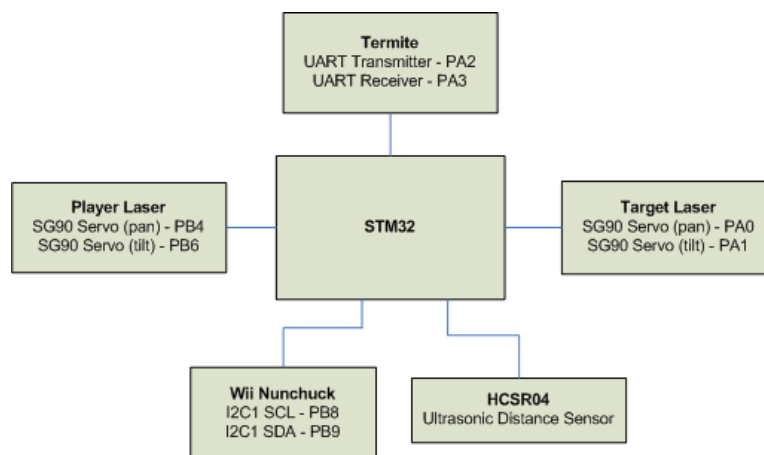 Termite
UART Transmitter - PA2
UART Receiver - PA3
STM32
Player Laser
SG90 Servo (pan) - PB4
SG90 Servo (tilt) - PB6
Target Laser
SG90 Servo (pan) - PA0
SG90 Servo (tilt) - PA1
Wii Nunchuck
I2C1 SCL - PB8
I2C1 SDA - PB9
HCSR04
Ultrasonic Distance Sensor